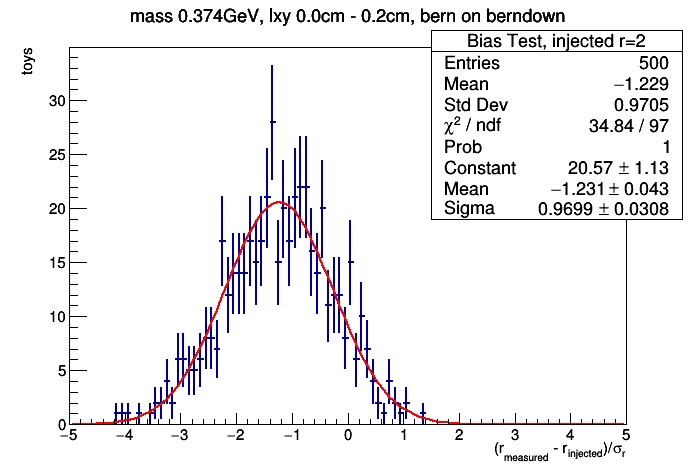 mass 0.374GeV, lxy 0.0cm - 0.2cm, bern on berndown
Bias Test, injected r=2
Entries 500
Mean −1.229
Std Dev 0.9705
χ² / ndf 34.84 / 97
Prob 1
Constant 20.57 ± 1.13
Mean −1.231 ± 0.043
Sigma 0.9699 ± 0.0308
toys
30
25
20
15
10
5
0
−5 −4 −3 −2 −1 0 1 2 3 4 5
(r_measured - r_injected)/σ_r